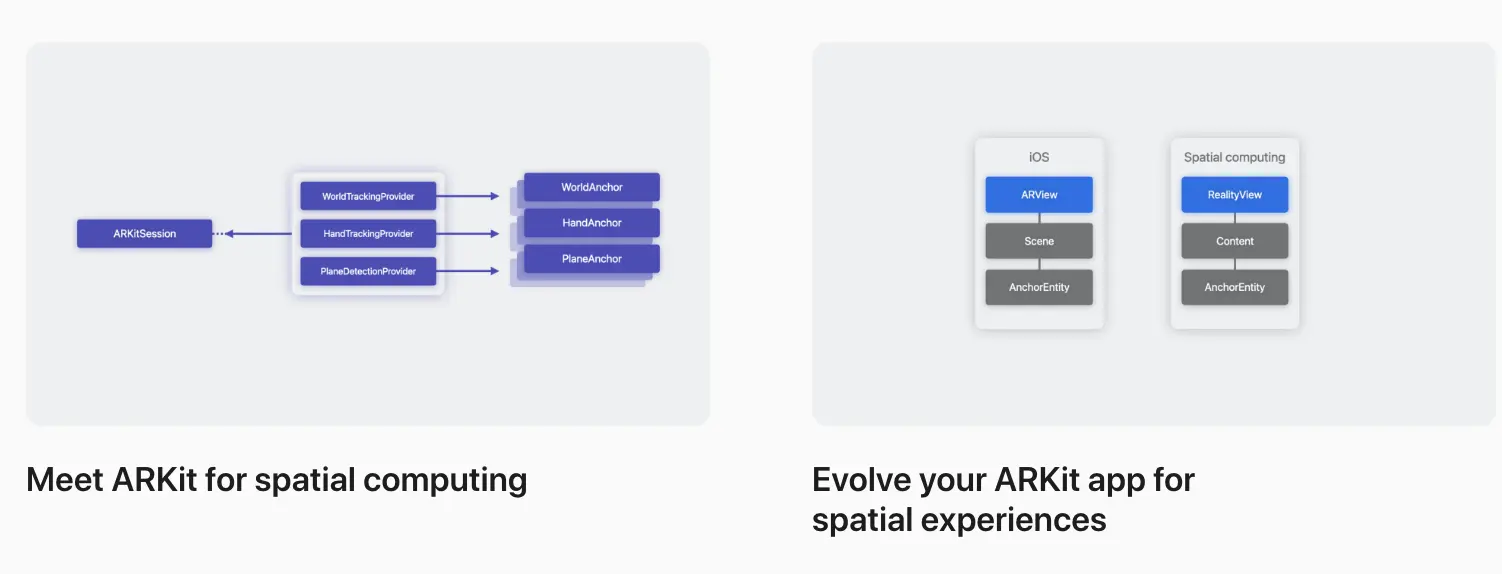 ARKitSession
WorldTrackingProvider
HandTrackingProvider
PlaneDetectionProvider
WorldAnchor
HandAnchor
PlaneAnchor
Meet ARKit for spatial computing
iOS
ARView
Scene
AnchorEntity
Spatial computing
RealityView
Content
AnchorEntity
Evolve your ARKit app for
spatial experiences